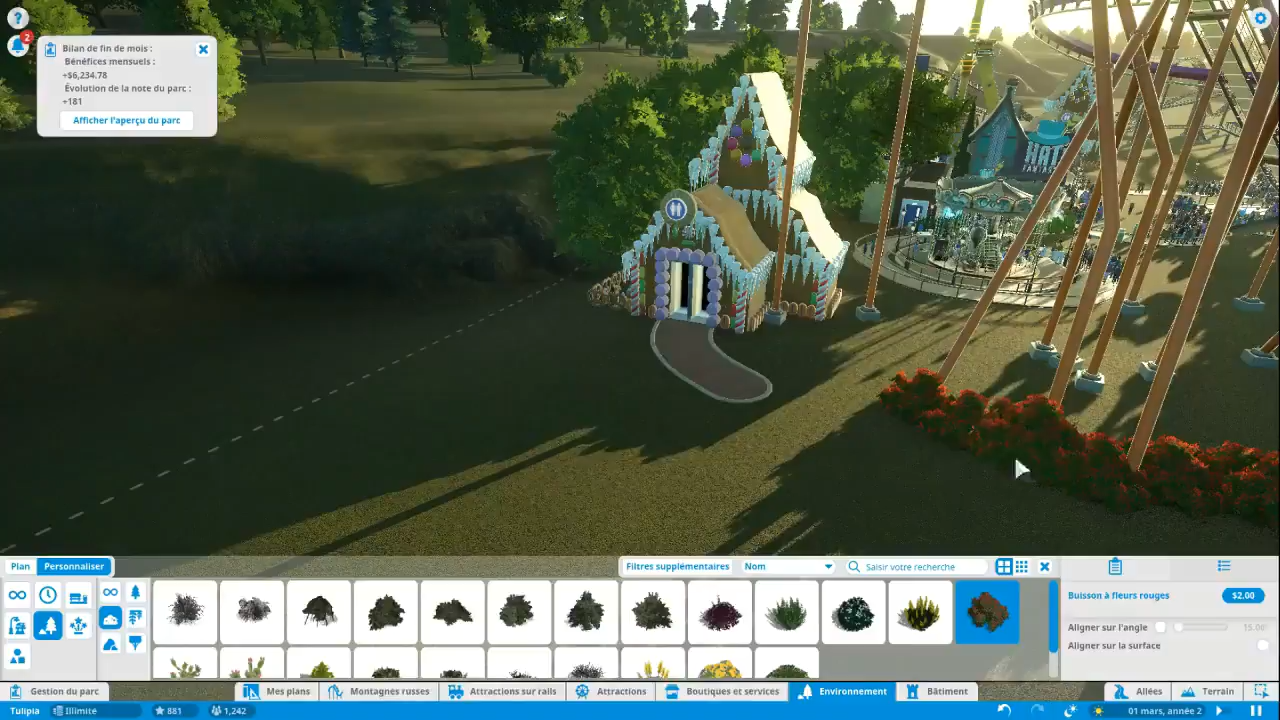 ?
2
Bilan de fin de mois :
Bénéfices mensuels :
+$6,234.78
Évolution de la note du parc :
+181
Afficher l'aperçu du parc
HATS
FANTAS
Plan
Personnaliser
Filtres supplémentaires
Nom
Saisir votre recherche
Buisson à fleurs rouges
$2.00
Aligner sur l'angle
15.00
Aligner sur la surface
Gestion du parc
Mes plans
Montagnes russes
Attractions sur rails
Attractions
Boutiques et services
Environnement
Bâtiment
Allées
Terrain
Tulipia
Illimité
881
1,242
01 mars, année 2